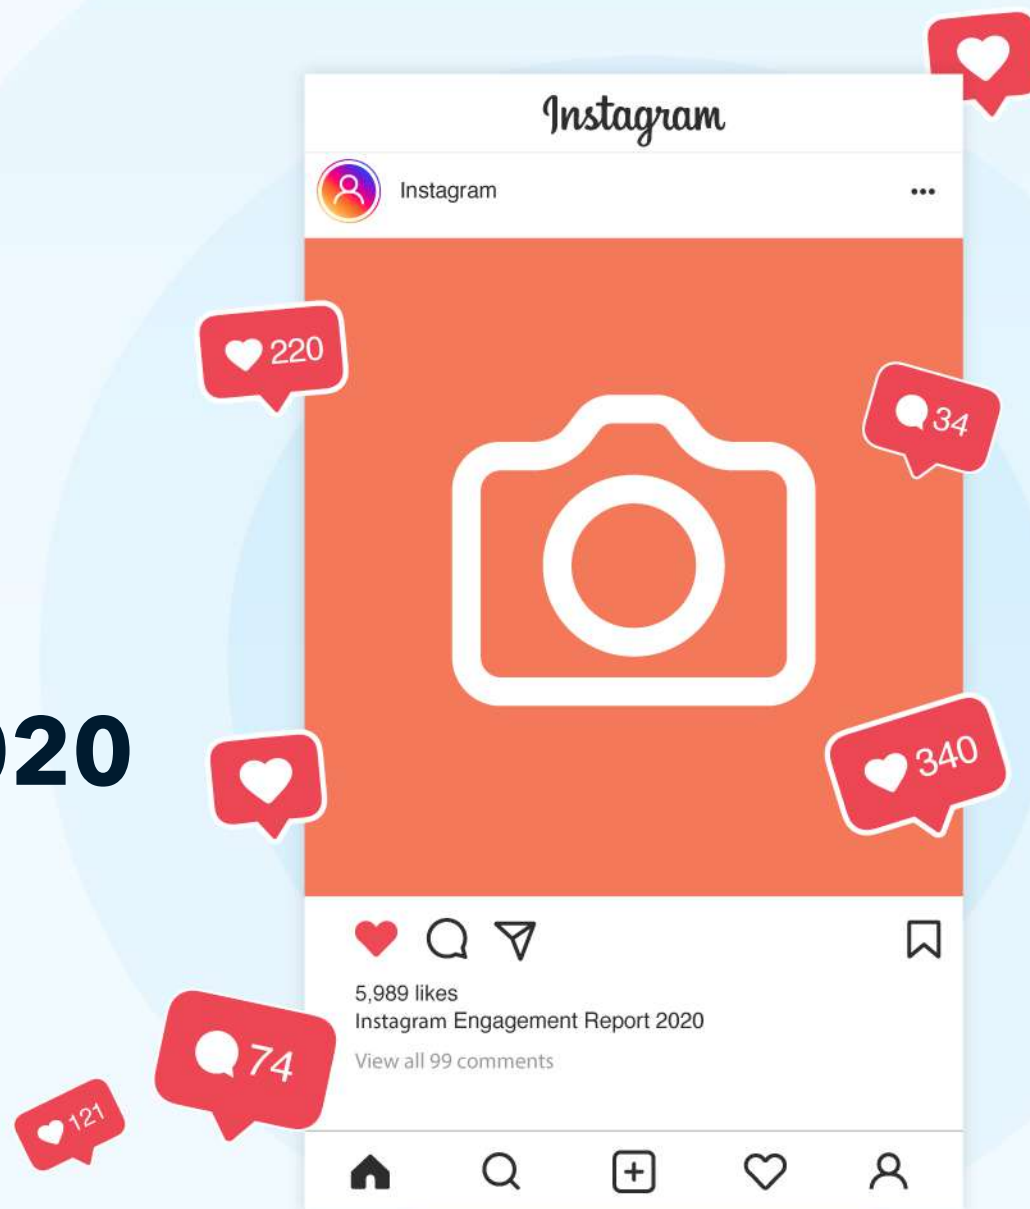 Instagram
Instagram
220
34
020
340
5,989 likes
Instagram Engagement Report 2020
View all 99 comments
74
121